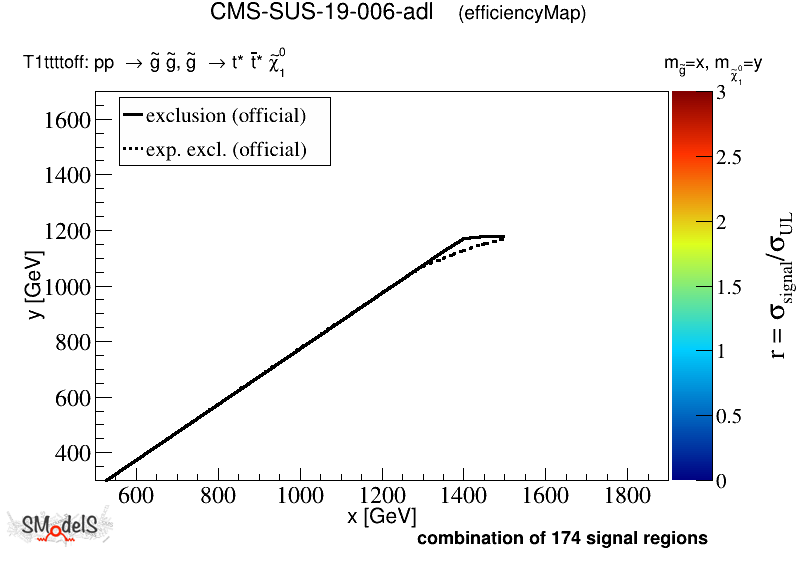 CMS-SUS-19-006-adl (efficiencyMap)
T1ttttoff: pp → g̃ g̃, g̃ → t* t̄* χ̃₁⁰ m_g̃=x, m_χ̃₁⁰=y
exclusion (official)
exp. excl. (official)
1600
1400
1200
1000
800
600
400
y [GeV]
600 800 1000 1200 1400 1600 1800
x [GeV]
3
2.5
2
1.5
1
0.5
0
r = σ_signal/σ_UL
SModelS
combination of 174 signal regions